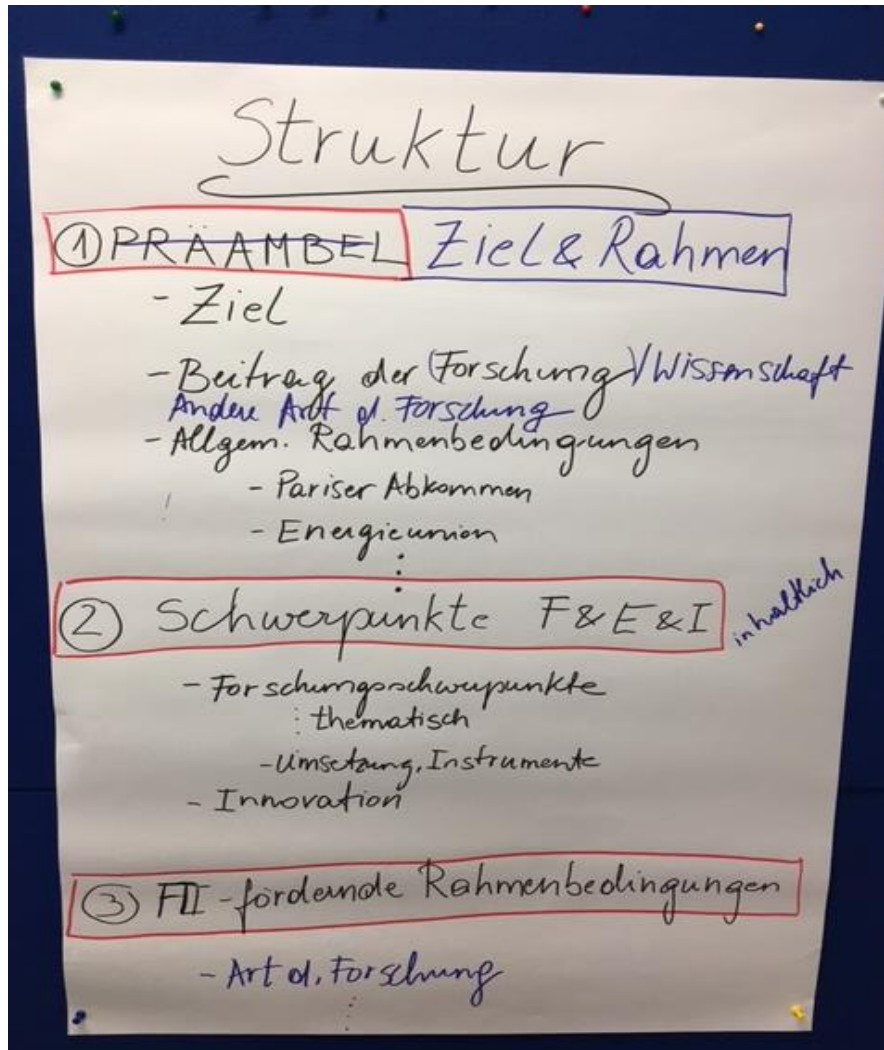 Struktur
① PRÄAMBEL Ziel & Rahmen
- Ziel
- Beitrag der (Forschung)/Wissenschaft
Andere Art d. Forschung
- Allgem. Rahmenbedingungen
- Pariser Abkommen
- Energieunion
⋮
② Schwerpunkte F & E & I inhaltlich
- Forschungsschwerpunkte
⋮ thematisch
- Umsetzung, Instrumente
- Innovation
③ FTI-fördernde Rahmenbedingungen
- Art d. Forschung
⋮